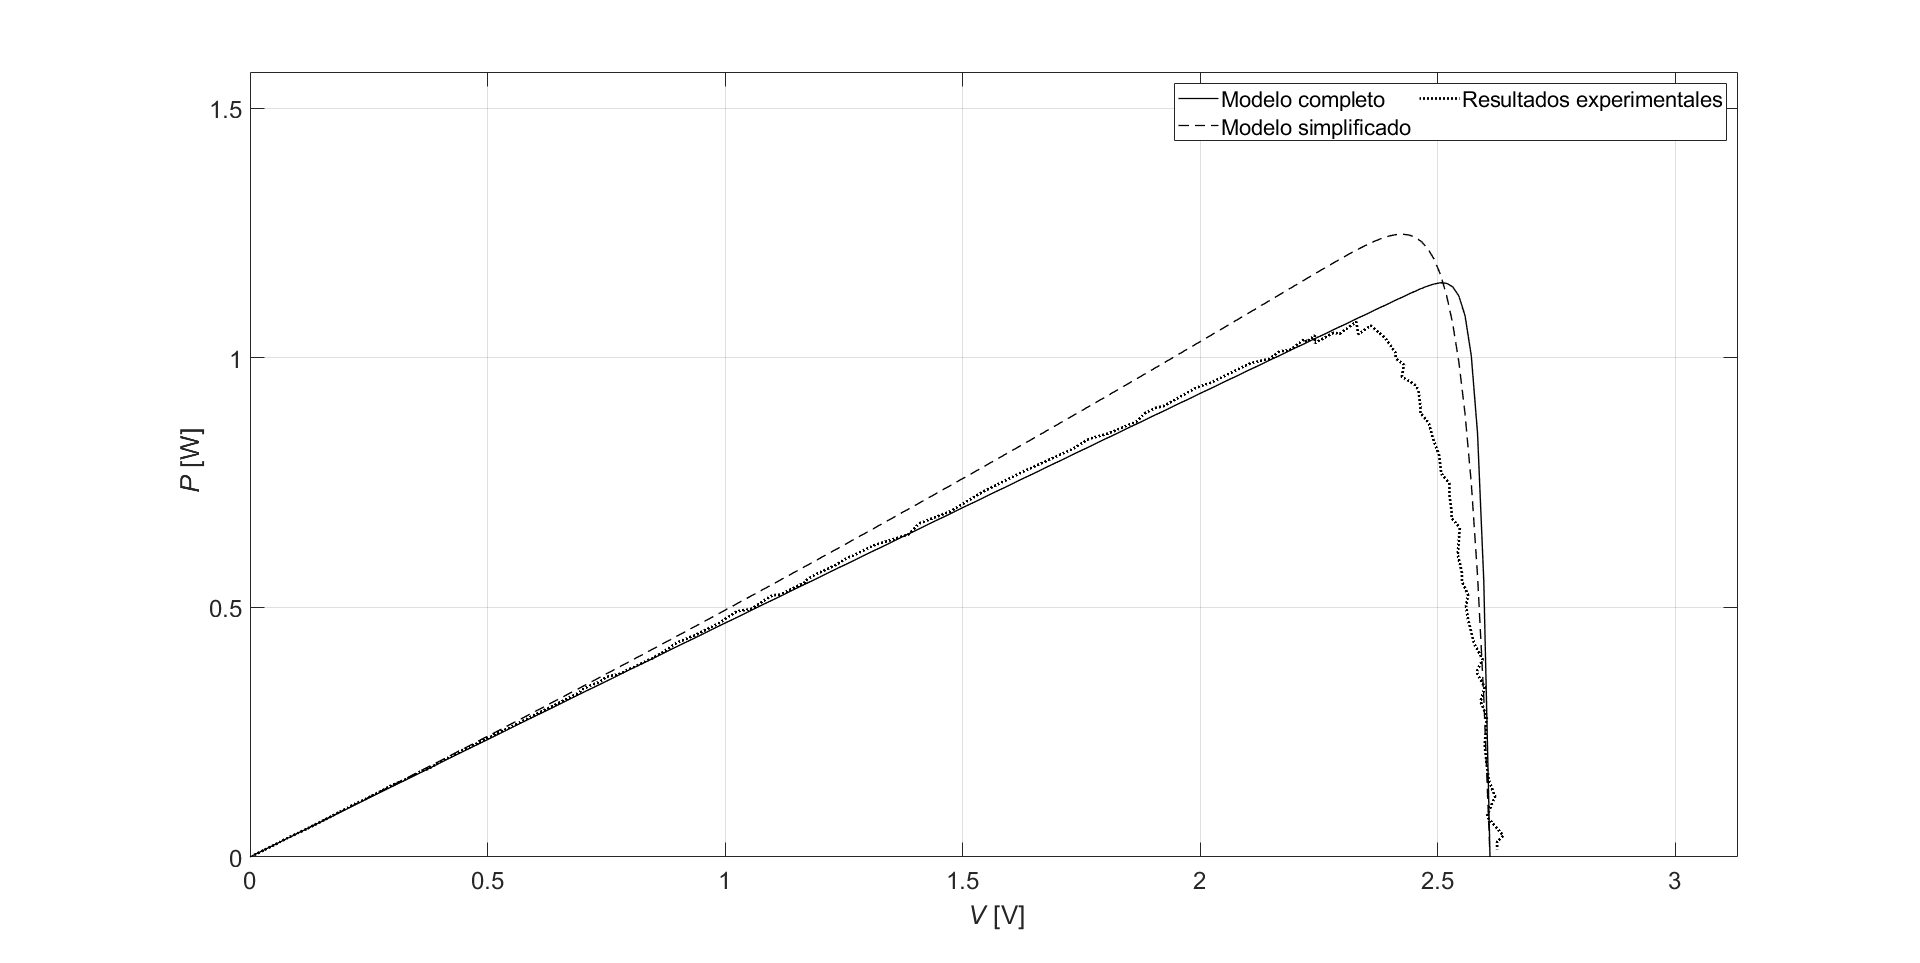 1.5
Modelo completo
Resultados experimentales
Modelo simplificado
1
P [W]
0.5
0
0
0.5
1
1.5
2
2.5
3
V [V]